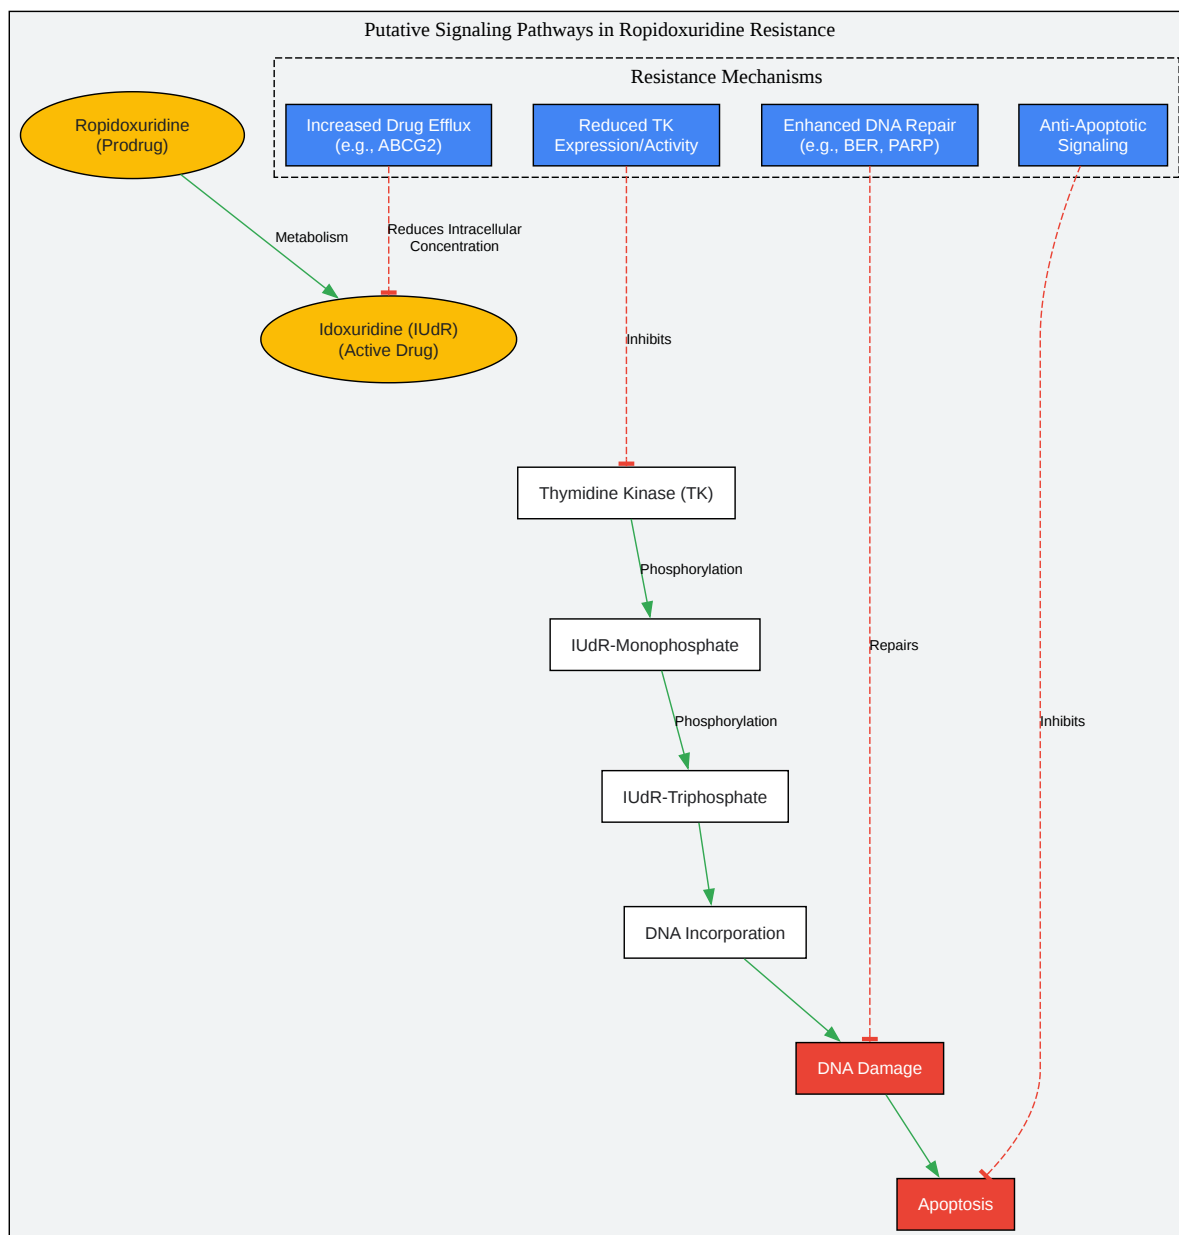 Putative Signaling Pathways in Ropidoxuridine Resistance
Resistance Mechanisms
Ropidoxuridine
(Prodrug)
Increased Drug Efflux
(e.g., ABCG2)
Reduced TK
Expression/Activity
Enhanced DNA Repair
(e.g., BER, PARP)
Anti-Apoptotic
Signaling
Metabolism
Reduces Intracellular
Concentration
Idoxuridine (IUdR)
(Active Drug)
Inhibits
Thymidine Kinase (TK)
Phosphorylation
IUdR-Monophosphate
Repairs
Phosphorylation
Inhibits
IUdR-Triphosphate
DNA Incorporation
DNA Damage
Apoptosis